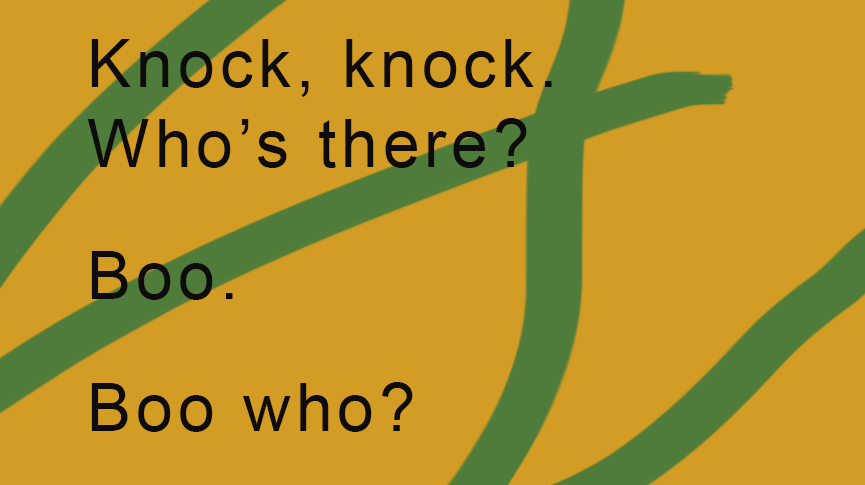 Knock, knock.
Who’s there?
Boo.
Boo who?